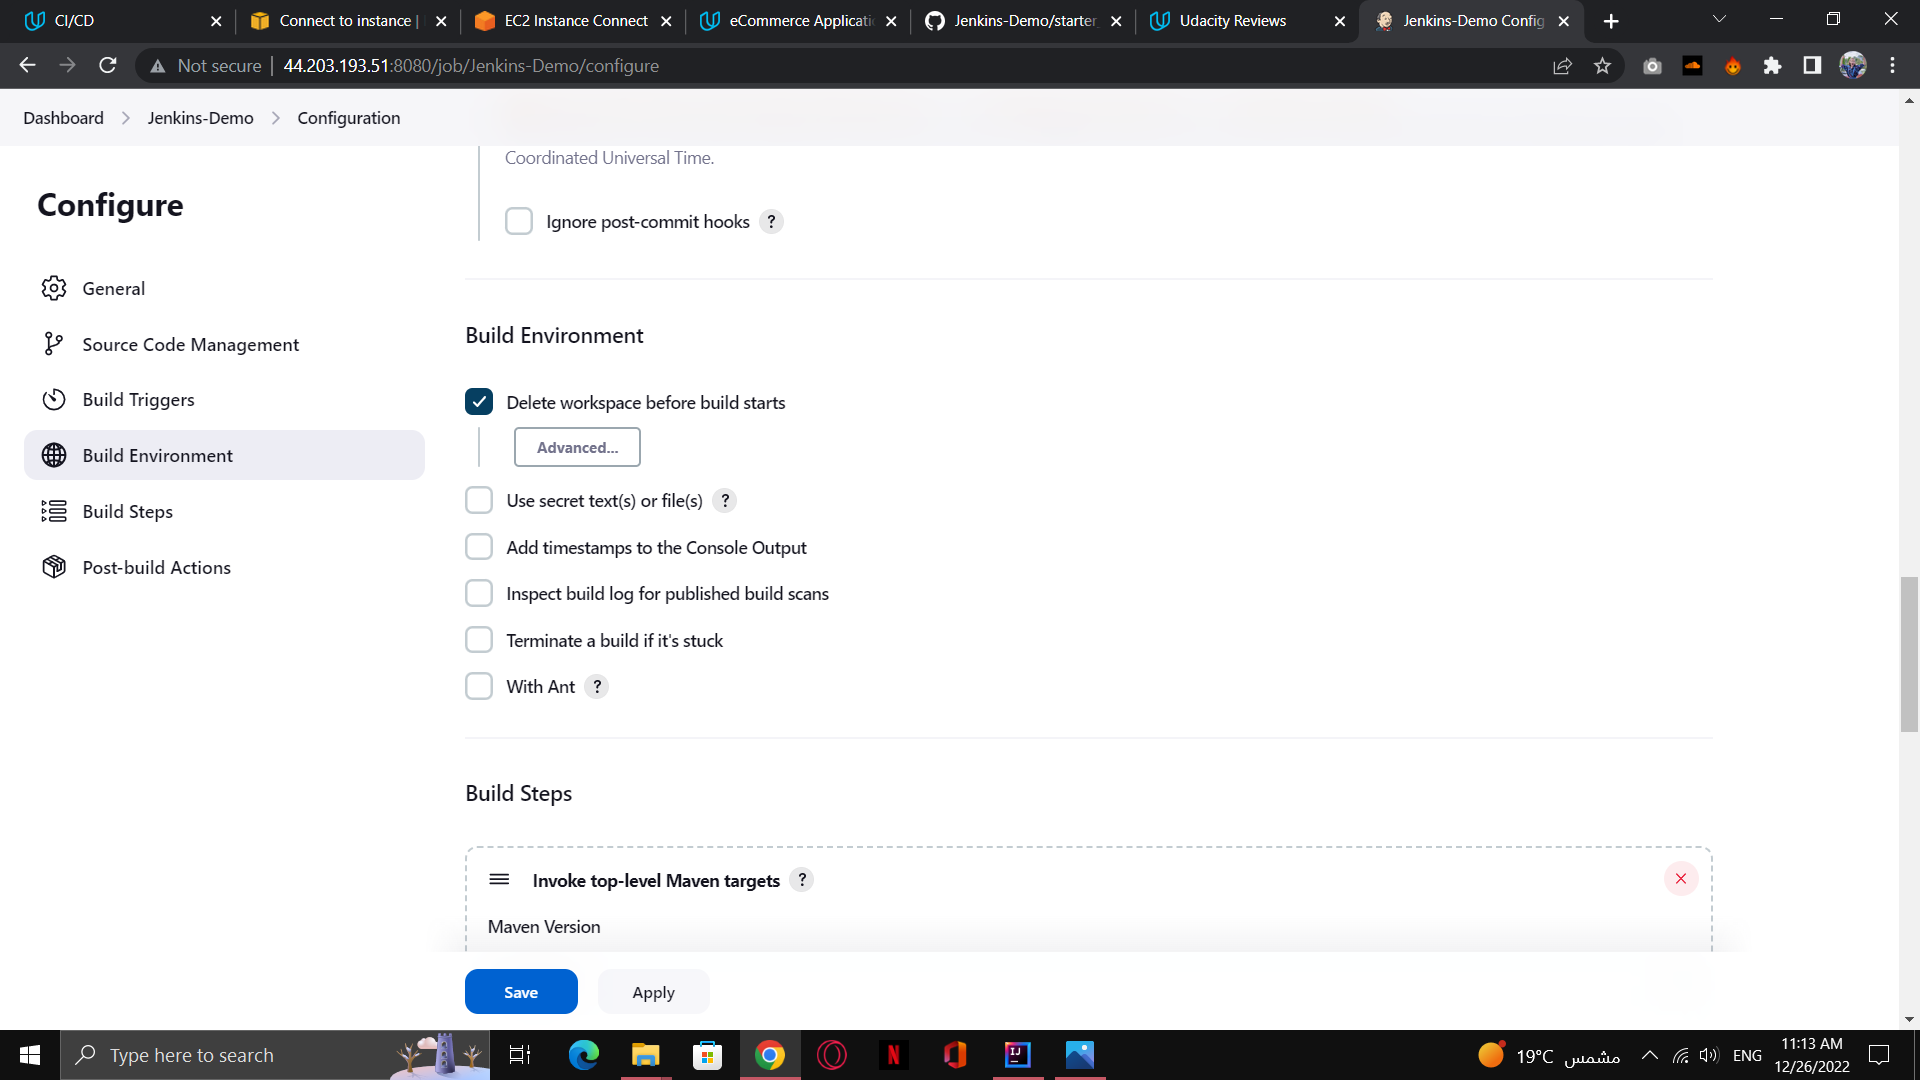 CI/CD
Connect to instance |
EC2 Instance Connect
eCommerce Applicati
Jenkins-Demo/starter
Udacity Reviews
Jenkins-Demo Config
Not secure | 44.203.193.51:8080/job/Jenkins-Demo/configure
Dashboard
Jenkins-Demo
Configuration
Coordinated Universal Time.
Configure
Ignore post-commit hooks ?
General
Source Code Management
Build Triggers
Build Environment
Build Steps
Post-build Actions
Build Environment
Delete workspace before build starts
Advanced...
Use secret text(s) or file(s) ?
Add timestamps to the Console Output
Inspect build log for published build scans
Terminate a build if it's stuck
With Ant ?
Build Steps
Invoke top-level Maven targets ?
Maven Version
Save
Apply
Type here to search
19°C مشمس
ENG
11:13 AM
12/26/2022